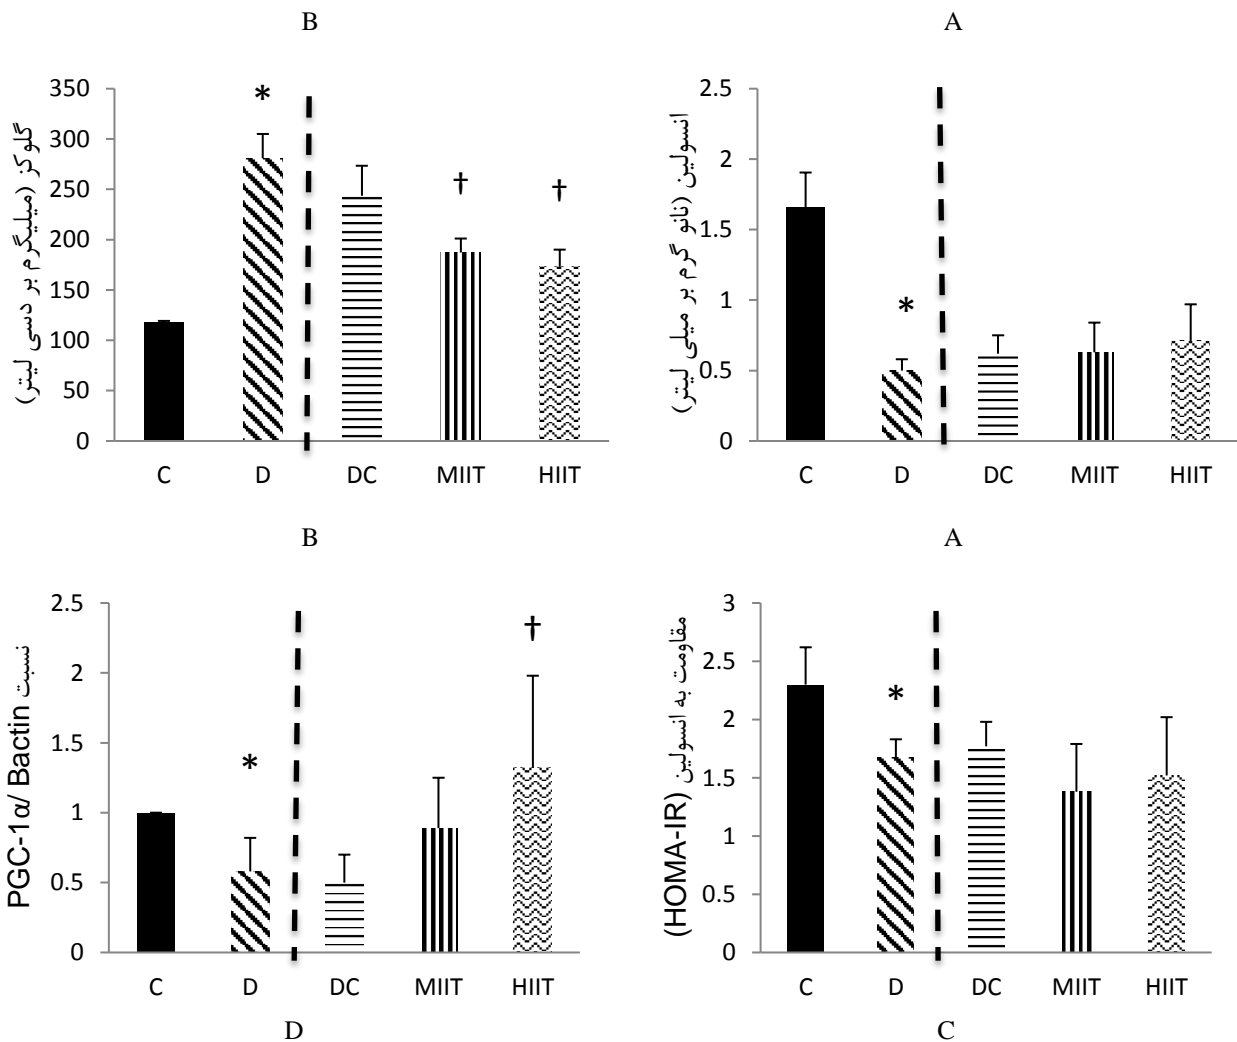 B
A
گلوکز (میلیگرم بر دسی لیتر)
350
300
250
200
150
100
50
0
*
†
†
C D DC MIIT HIIT
انسولین (نانو گرم بر میلی لیتر)
2.5
2
1.5
1
0.5
0
*
C D DC MIIT HIIT
B
A
نسبت PGC-1α/ Bactin
2.5
2
1.5
1
0.5
0
*
†
C D DC MIIT HIIT
D
مقاومت به انسولین (HOMA-IR)
3
2.5
2
1.5
1
0.5
0
*
C D DC MIIT HIIT
C